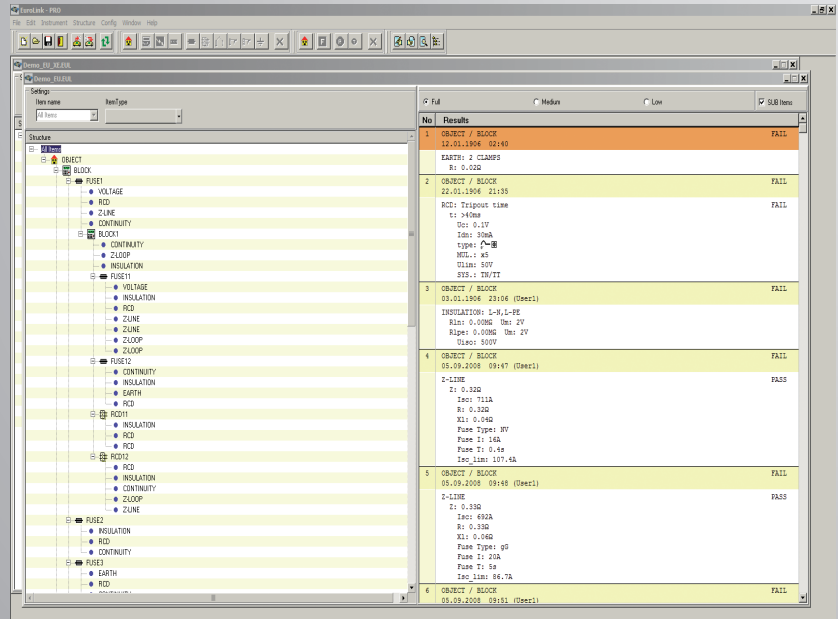 EuroLink - PRO
File Edit Instrument Structure Config Window Help
Demo_EU_XE.EUL
Demo_EU.EUL
Settings
Item name ItemType
All Items
Full Medium Low SUB Items
Structure
All Items
OBJECT
BLOCK
FUSE1
VOLTAGE
RCD
Z-LINE
CONTINUITY
BLOCK1
CONTINUITY
Z-LOOP
INSULATION
FUSE11
VOLTAGE
INSULATION
RCD
Z-LINE
Z-LINE
Z-LOOP
Z-LOOP
FUSE12
CONTINUITY
INSULATION
EARTH
RCD
RCD11
INSULATION
RCD
RCD
RCD12
RCD
INSULATION
CONTINUITY
Z-LOOP
Z-LINE
FUSE2
INSULATION
RCD
CONTINUITY
FUSE3
EARTH
RCD
CONTINUITY
No Results
1 OBJECT / BLOCK FAIL
12.01.1906 02:40
EARTH: 2 CLAMPS
R: 0.02Ω
2 OBJECT / BLOCK FAIL
22.01.1906 21:35
RCD: Tripout time FAIL
t: >40ms
Uc: 0.1V
Idn: 30mA
type:
MUL.: x5
Ulim: 50V
SYS.: TN/TT
3 OBJECT / BLOCK FAIL
03.01.1906 23:06 (User1)
INSULATION: L-N,L-PE
Rln: 0.00MΩ Um: 2V
Rlpe: 0.00MΩ Um: 2V
Uiso: 500V
4 OBJECT / BLOCK FAIL
05.09.2008 09:47 (User1)
Z-LINE PASS
Z: 0.32Ω
Isc: 711A
R: 0.32Ω
Xl: 0.04Ω
Fuse Type: NV
Fuse I: 16A
Fuse T: 0.4s
Isc_lim: 107.4A
5 OBJECT / BLOCK FAIL
05.09.2008 09:48 (User1)
Z-LINE PASS
Z: 0.33Ω
Isc: 692A
R: 0.33Ω
Xl: 0.06Ω
Fuse Type: gG
Fuse I: 20A
Fuse T: 5s
Isc_lim: 86.7A
6 OBJECT / BLOCK FAIL
05.09.2008 09:51 (User1)